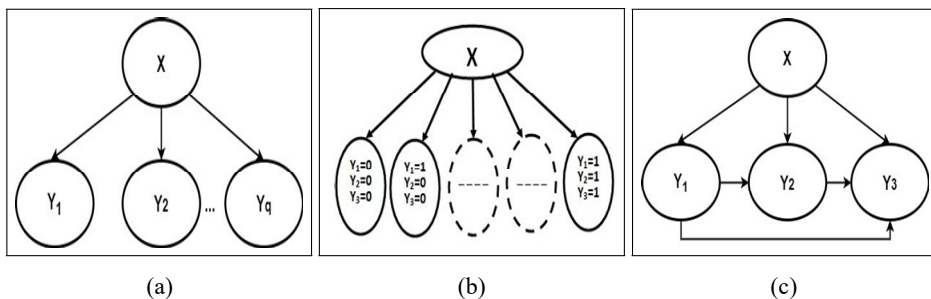 X
Y1
Y2
...
Yq
(a)
X
Y1=0
Y2=0
Y3=0
Y1=1
Y2=0
Y3=0
-----
-----
Y1=1
Y2=1
Y3=1
(b)
X
Y1
Y2
Y3
(c)